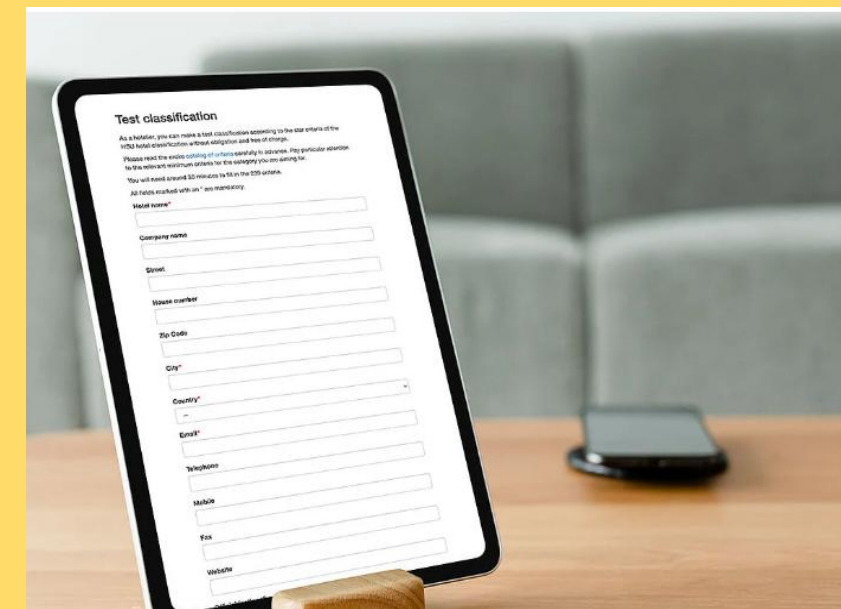 Test classification
As a hotelier, you can make a test classification according to the star criteria of the
HSU hotel classification without obligation and free of charge.
Please read the entire catalog of criteria carefully in advance. Pay particular attention
to the relevant minimum criteria for the category you are aiming for.
You will need around 30 minutes to fill in the 239 criteria.
All fields marked with an * are mandatory.
Hotel name*
Company name
Street
House number
Zip Code
City*
Country*
--
Email*
Telephone
Mobile
Fax
Website